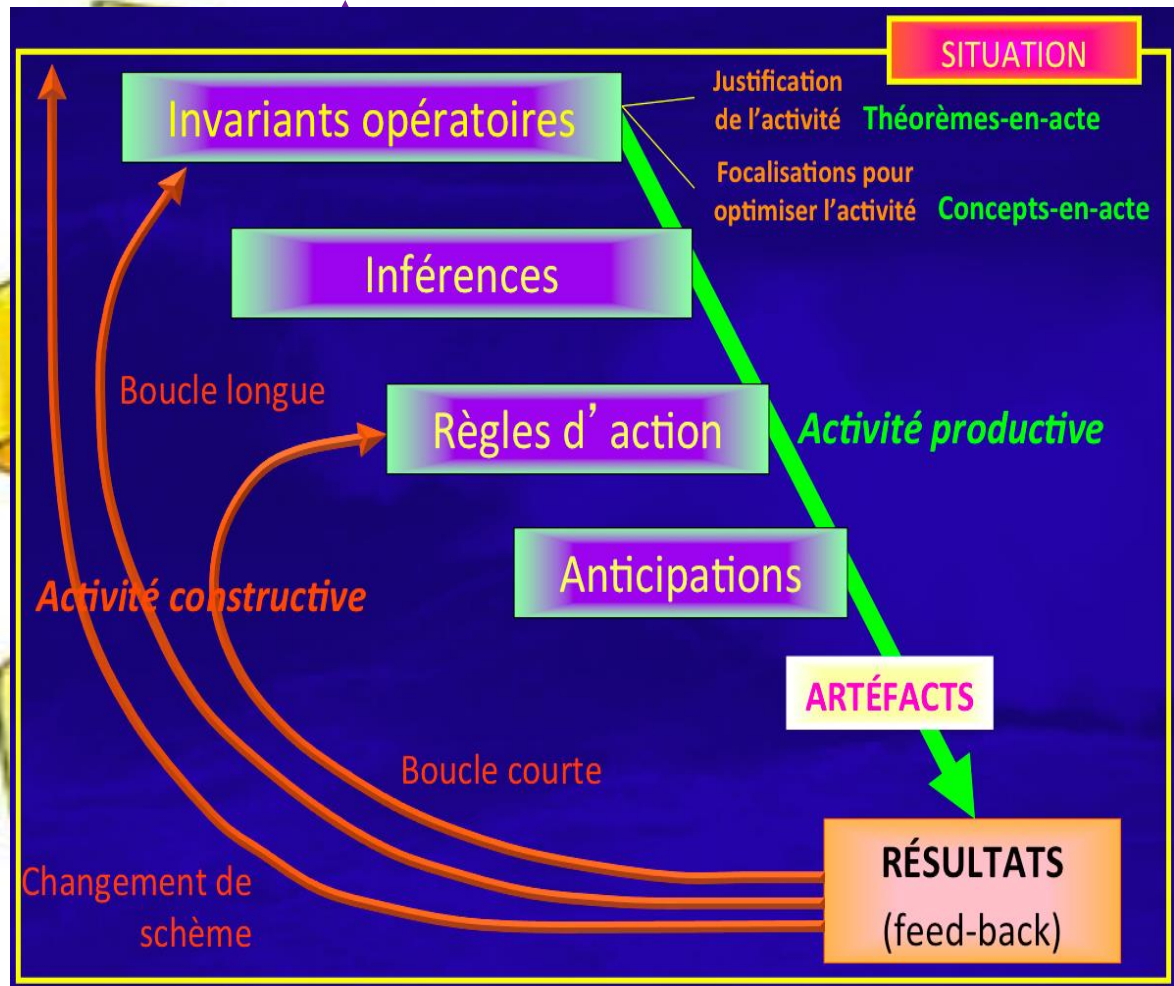 SITUATION
Invariants opératoires
Justification
de l’activité Théorèmes-en-acte
Focalisations pour
optimiser l’activité Concepts-en-acte
Inférences
Boucle longue
Règles d’ action
Activité productive
Anticipations
Activité constructive
ARTÉFACTS
Boucle courte
RÉSULTATS
(feed-back)
Changement de
schème